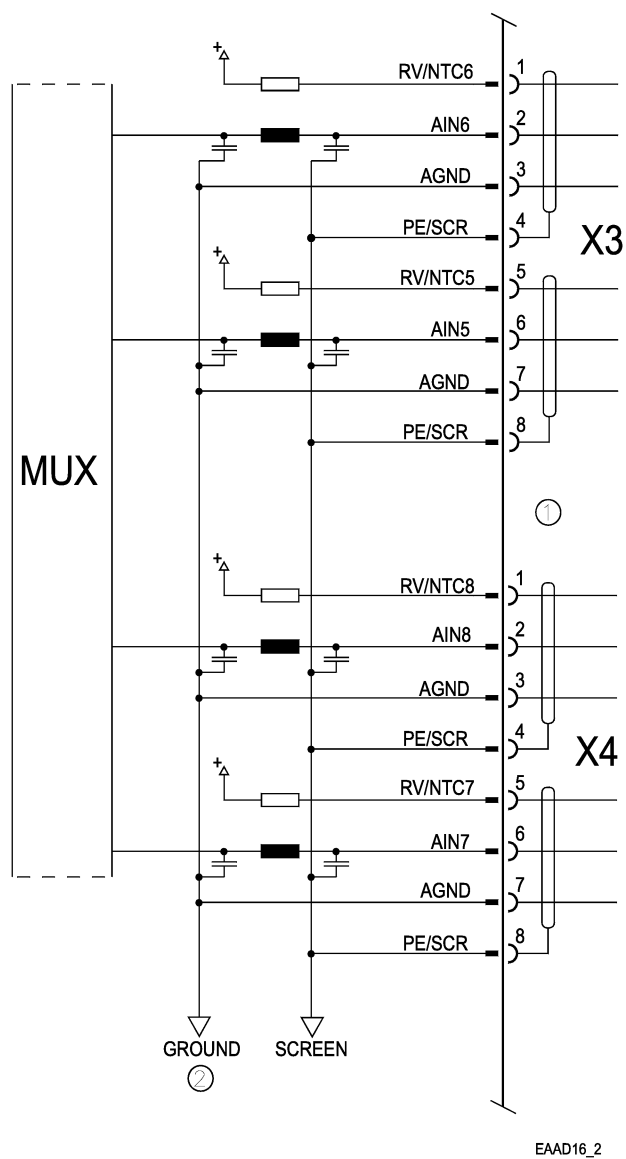 +
RV/NTC6 1
AIN6 2
AGND 3
PE/SCR 4
X3
+
RV/NTC5 5
AIN5 6
AGND 7
PE/SCR 8
MUX
1
+
RV/NTC8 1
AIN8 2
AGND 3
PE/SCR 4
X4
+
RV/NTC7 5
AIN7 6
AGND 7
PE/SCR 8
GROUND SCREEN
2
EAAD16_2